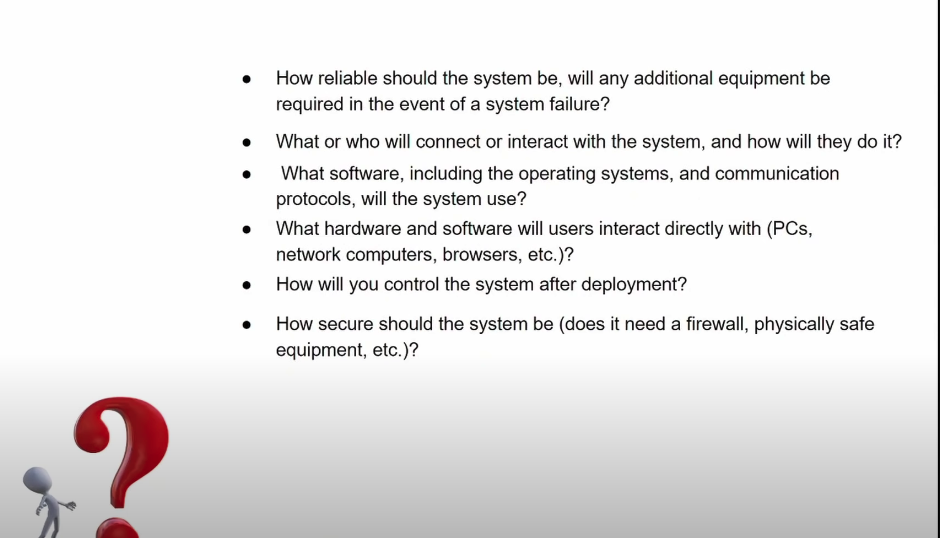 ● How reliable should the system be, will any additional equipment be
required in the event of a system failure?
● What or who will connect or interact with the system, and how will they do it?
● What software, including the operating systems, and communication
protocols, will the system use?
● What hardware and software will users interact directly with (PCs,
network computers, browsers, etc.)?
● How will you control the system after deployment?
● How secure should the system be (does it need a firewall, physically safe
equipment, etc.)?
?